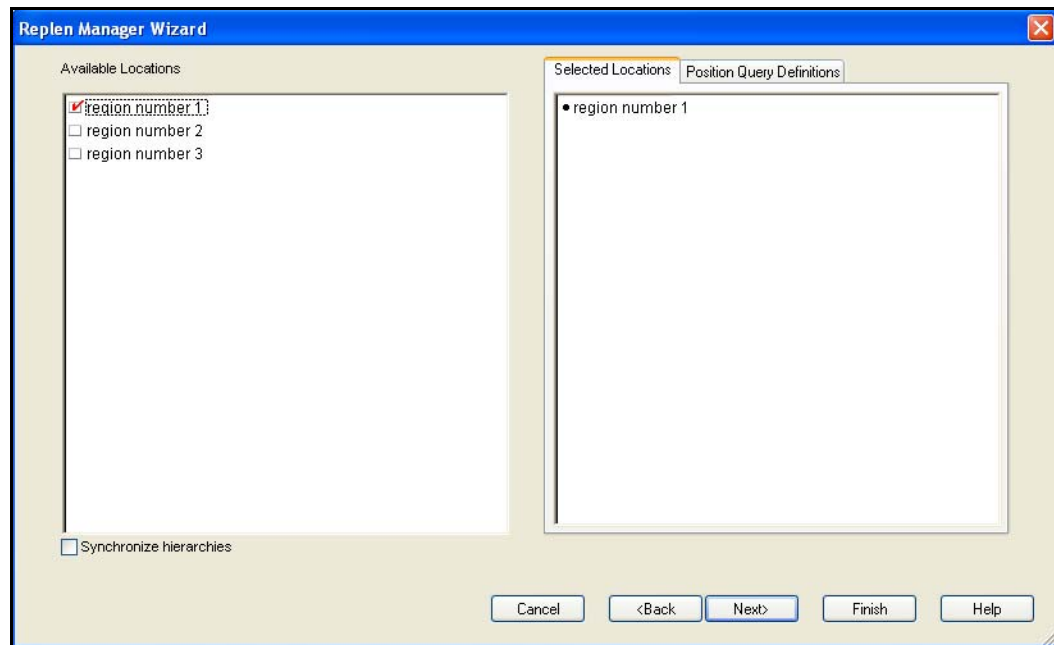 Replen Manager Wizard
Available Locations
Selected Locations
Position Query Definitions
region number 1
region number 2
region number 3
region number 1
Synchronize hierarchies
Cancel
<Back
Next>
Finish
Help